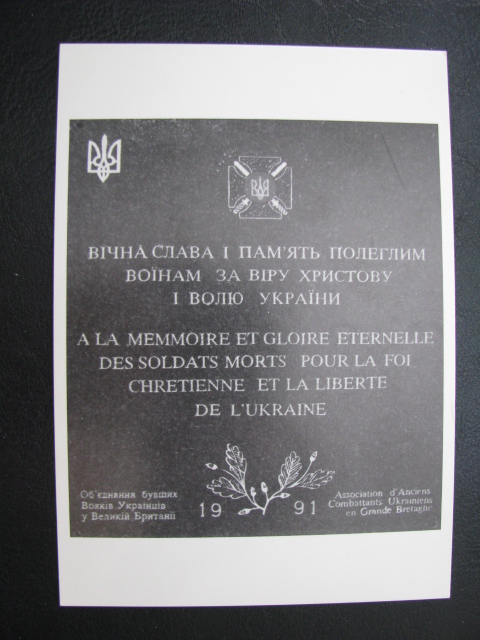 ВІЧНА СЛАВА І ПАМ'ЯТЬ ПОЛЕГЛИМ
ВОЇНАМ ЗА ВІРУ ХРИСТОВУ
І ВОЛЮ УКРАЇНИ
A LA MEMMOIRE ET GLOIRE ETERNELLE
DES SOLDATS MORTS POUR LA FOI
CHRETIENNE ET LA LIBERTE
DE L'UKRAINE
Об'єднання бувших
Вояків Українців
у Великій Британії
1991
Association d'Anciens
Combattants Ukrainiens
en Grande Bretagne